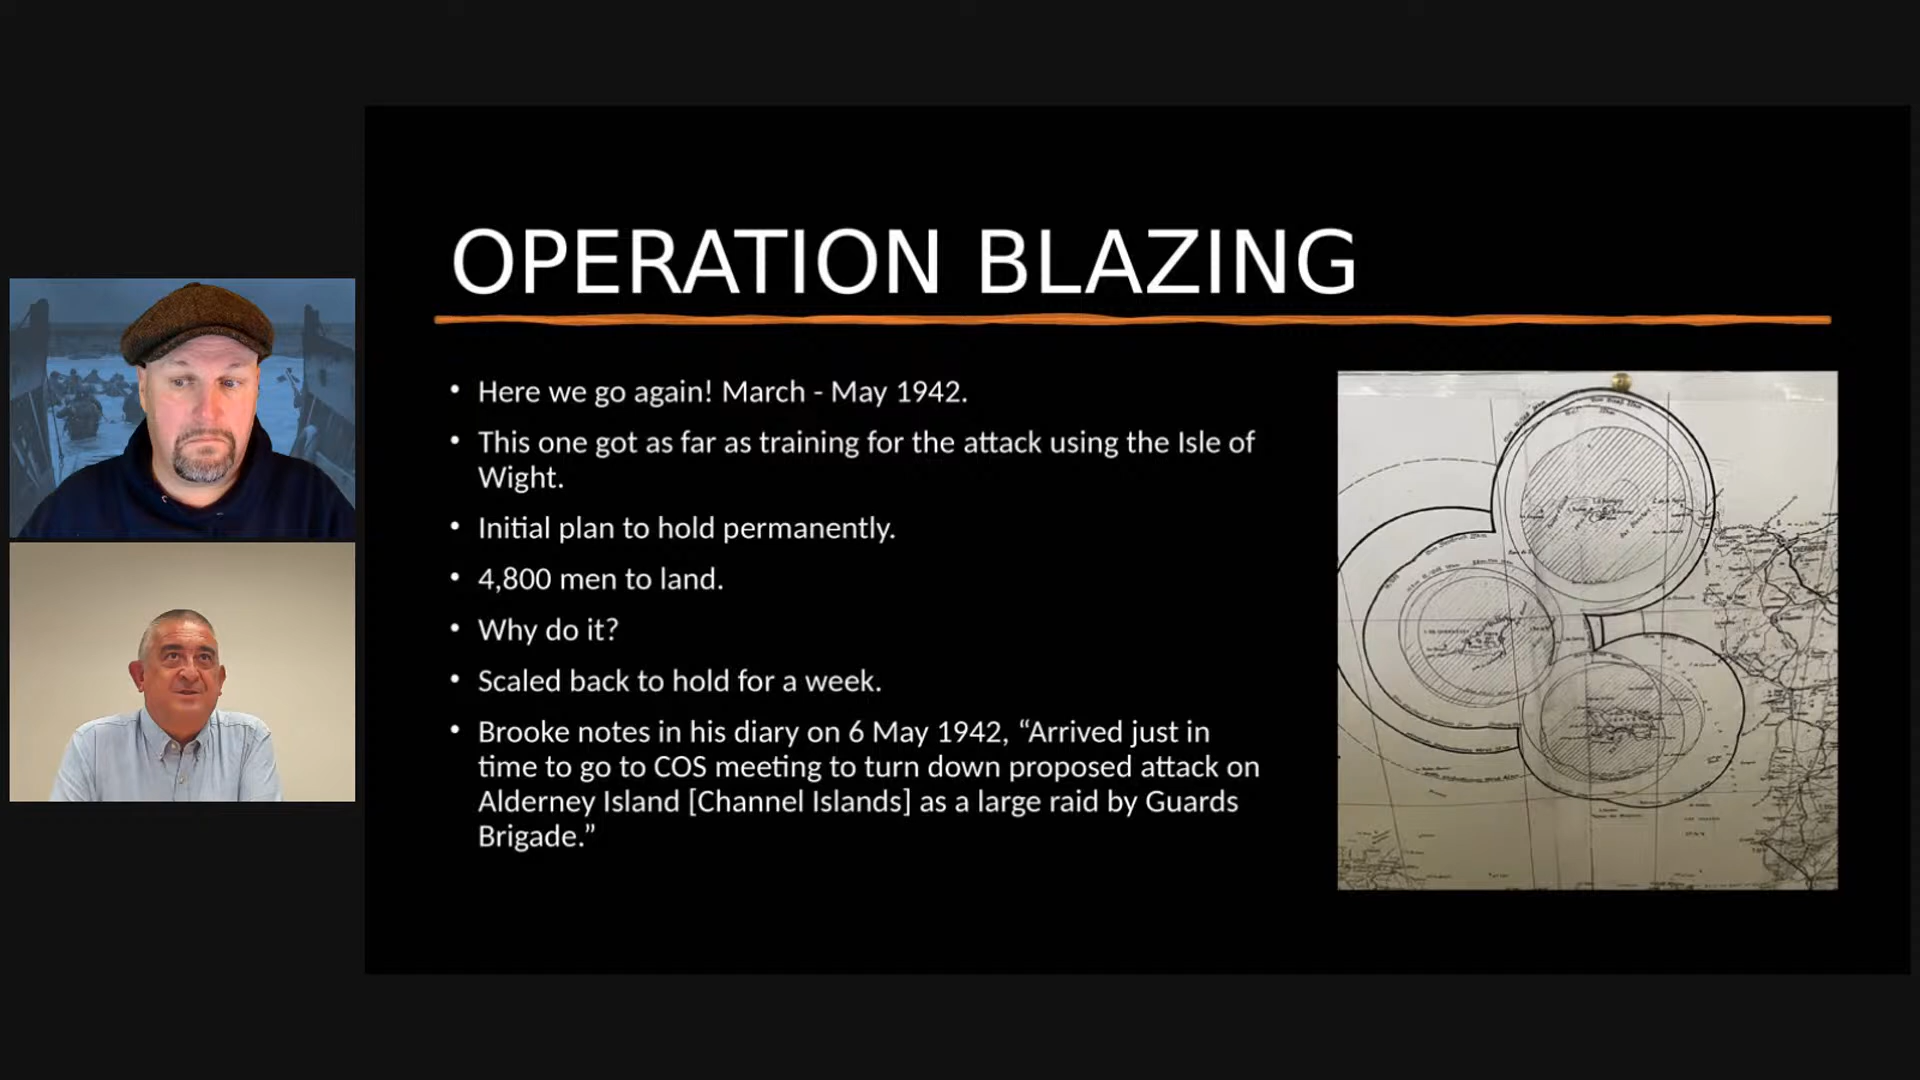 OPERATION BLAZING
• Here we go again! March - May 1942.
• This one got as far as training for the attack using the Isle of
Wight.
• Initial plan to hold permanently.
• 4,800 men to land.
• Why do it?
• Scaled back to hold for a week.
• Brooke notes in his diary on 6 May 1942, “Arrived just in
time to go to COS meeting to turn down proposed attack on
Alderney Island [Channel Islands] as a large raid by Guards
Brigade.”